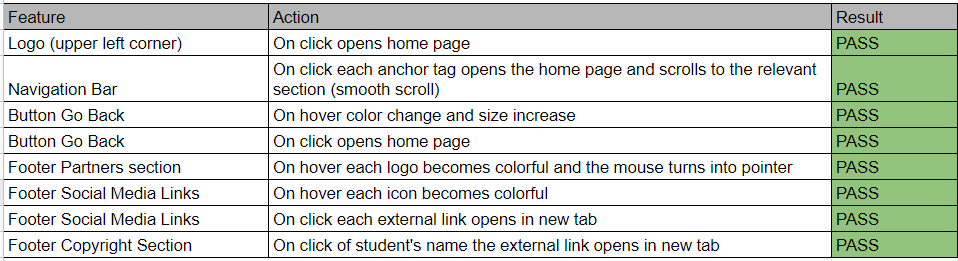 Feature Action Result
Logo (upper left corner) On click opens home page PASS
Navigation Bar On click each anchor tag opens the home page and scrolls to the relevant
section (smooth scroll) PASS
Button Go Back On hover color change and size increase PASS
Button Go Back On click opens home page PASS
Footer Partners section On hover each logo becomes colorful and the mouse turns into pointer PASS
Footer Social Media Links On hover each icon becomes colorful PASS
Footer Social Media Links On click each external link opens in new tab PASS
Footer Copyright Section On click of student's name the external link opens in new tab PASS